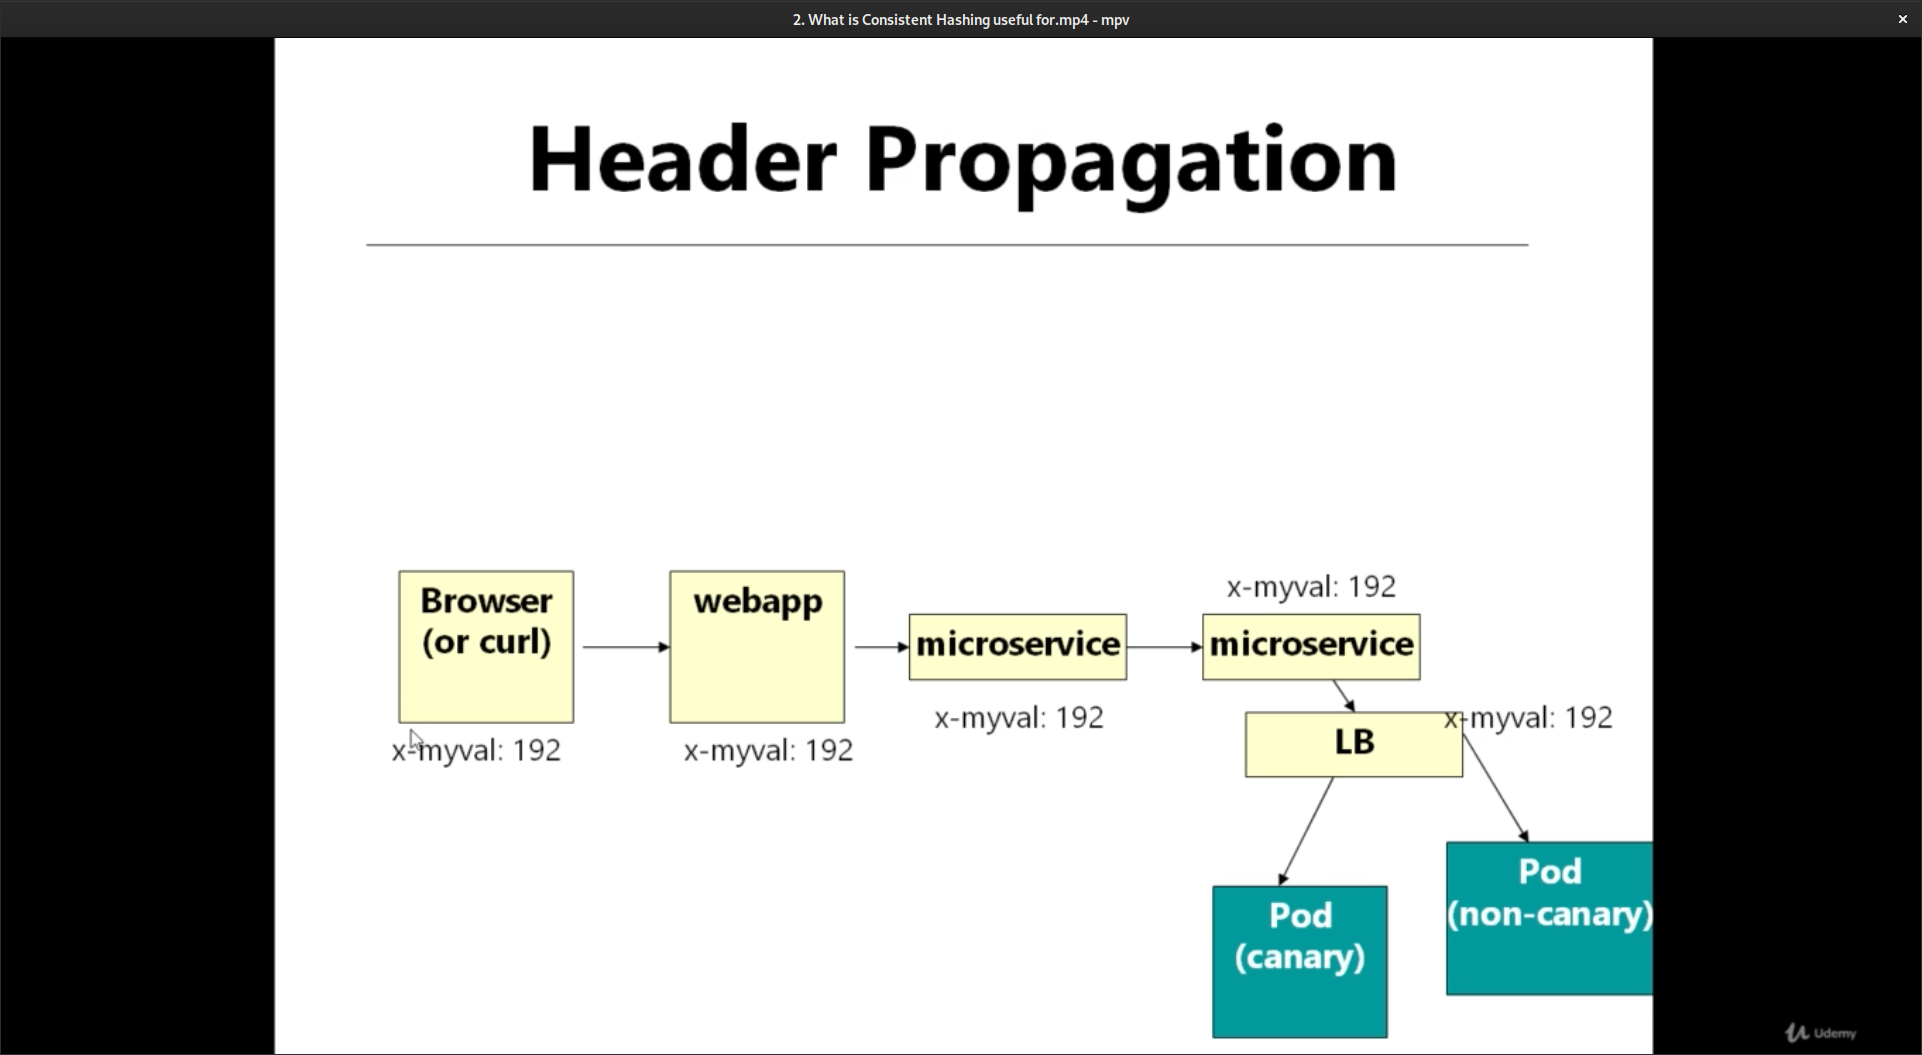 2. What is Consistent Hashing useful for.mp4 - mpv
×
Header Propagation
Browser
(or curl)
x-myval: 192
webapp
x-myval: 192
microservice
x-myval: 192
x-myval: 192
microservice
LB
x-myval: 192
Pod
(canary)
Pod
(non-canary)
Udemy